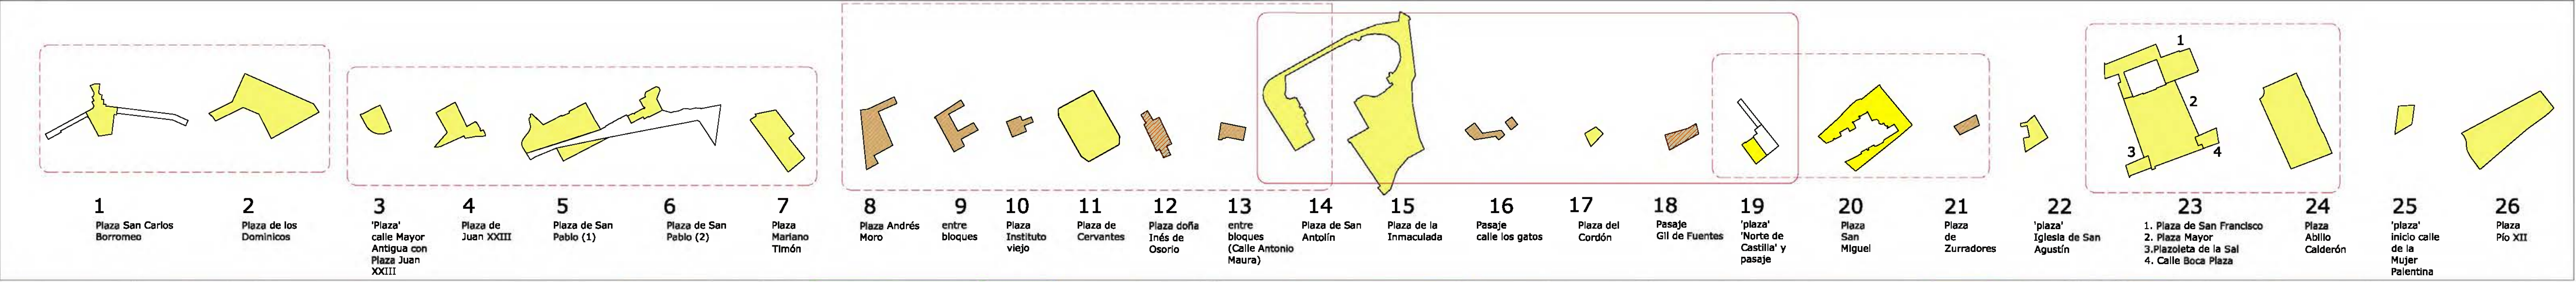 1
2
3
4
1
Plaza San Carlos
Borromeo
2
Plaza de los
Dominicos
3
'Plaza'
calle Mayor
Antigua con
Plaza Juan
XXIII
4
Plaza de
Juan XXIII
5
Plaza de San
Pablo (1)
6
Plaza de San
Pablo (2)
7
Plaza
Mariano
Timón
8
Plaza Andrés
Moro
9
entre
bloques
10
Plaza
Instituto
viejo
11
Plaza de
Cervantes
12
Plaza doña
Inés de
Osorio
13
entre
bloques
(Calle Antonio
Maura)
14
Plaza de San
Antolín
15
Plaza de la
Inmaculada
16
Pasaje
calle los gatos
17
Plaza del
Cordón
18
Pasaje
Gil de Fuentes
19
'plaza'
'Norte de
Castilla' y
pasaje
20
Plaza
San
Miguel
21
Plaza
de
Zurradores
22
'plaza'
Iglesia de San
Agustín
23
1. Plaza de San Francisco
2. Plaza Mayor
3.Plazoleta de la Sal
4. Calle Boca Plaza
24
Plaza
Abilio
Calderón
25
'plaza'
inicio calle
de la
Mujer
Palentina
26
Plaza
Pío XII